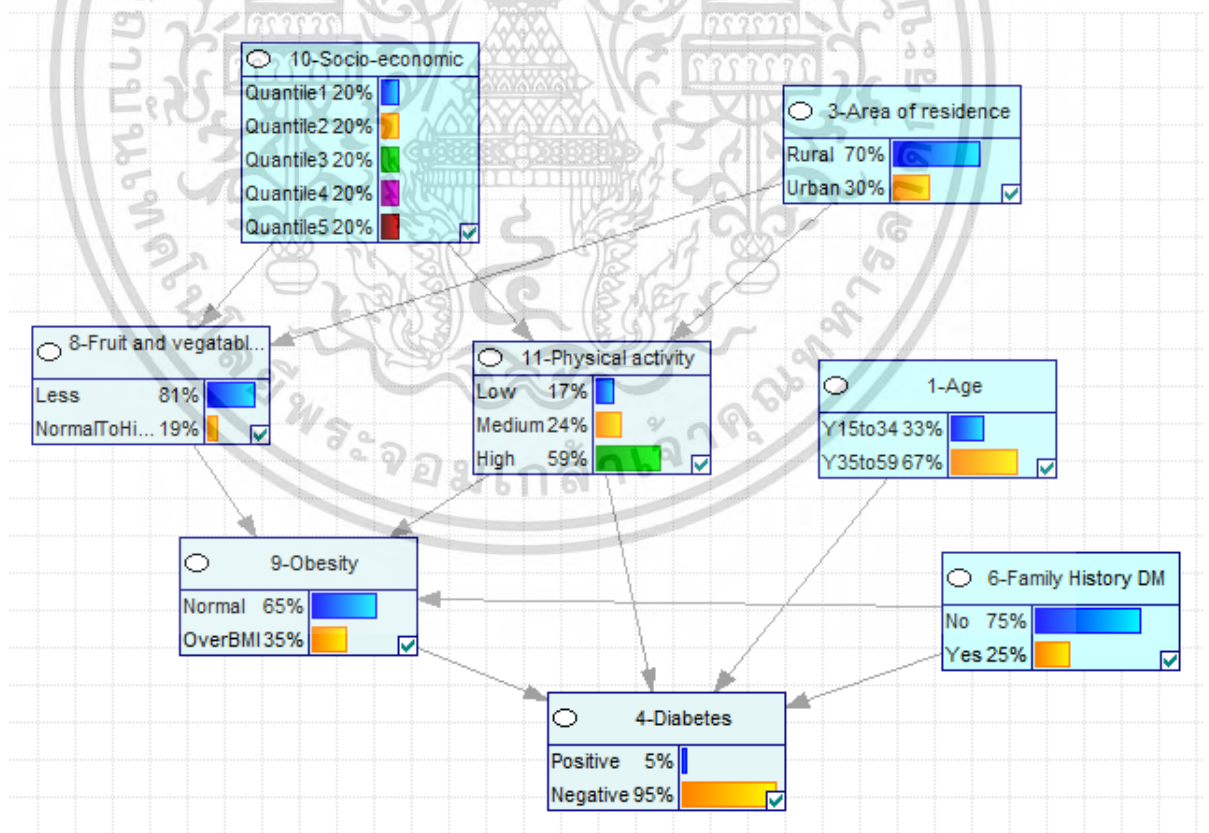 10-Socio-economic
Quantile1 20%
Quantile2 20%
Quantile3 20%
Quantile4 20%
Quantile5 20%
3-Area of residence
Rural 70%
Urban 30%
8-Fruit and vegatabl...
Less 81%
NormalToHi... 19%
11-Physical activity
Low 17%
Medium 24%
High 59%
1-Age
Y15to34 33%
Y35to59 67%
9-Obesity
Normal 65%
OverBMI 35%
6-Family History DM
No 75%
Yes 25%
4-Diabetes
Positive 5%
Negative 95%